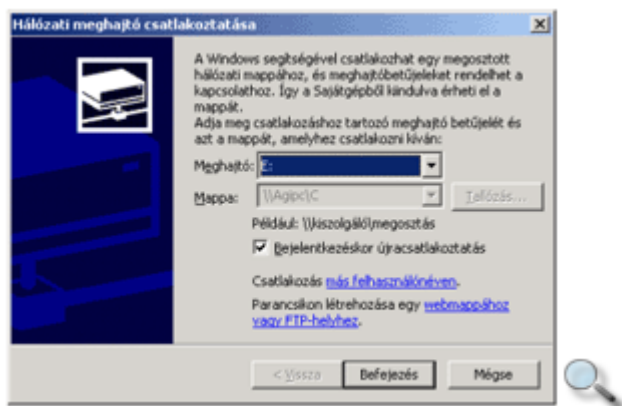 Hálózati meghajtó csatlakoztatása
A Windows segítségével csatlakozhat egy megosztott
hálózati mappához, és meghajtóbetűjeleket rendelhet a
kapcsolathoz. Így a Sajátgépből kiindulva érheti el a
mappát.
Adja meg csatlakozáshoz tartozó meghajtó betűjelét és
azt a mappát, amelyhez csatlakozni kíván:
Meghajtó: E:
Mappa: \\Agipc\C Tallózás...
Például: \\kiszolgáló\megosztás
Bejelentkezéskor újracsatlakoztatás
Csatlakozás más felhasználónéven.
Parancsikon létrehozása egy webmappához
vagy FTP-helyhez.
< Vissza Befejezés Mégse